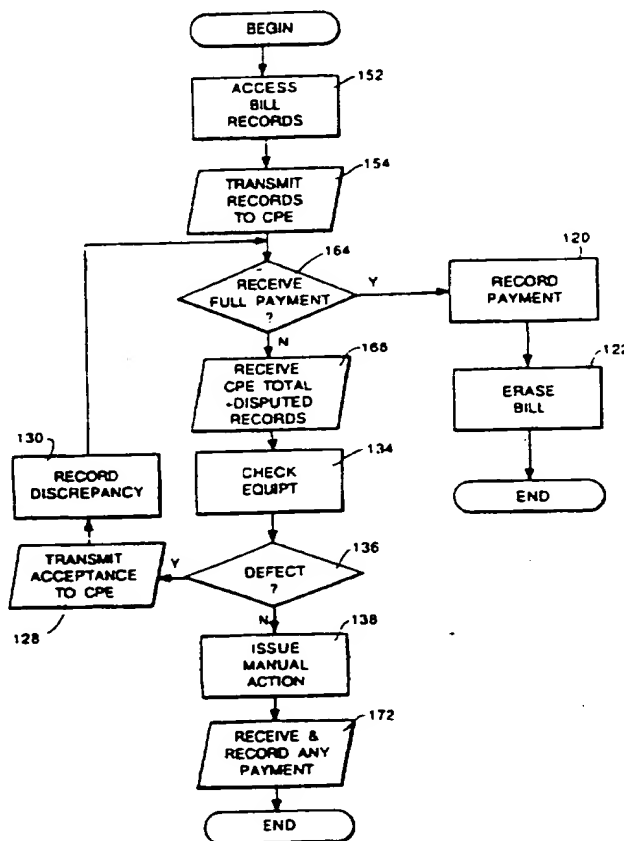 BEGIN
152
ACCESS
BILL
RECORDS
154
TRANSMIT
RECORDS
TO CPE
164
RECEIVE
FULL PAYMENT
?
Y
N
120
RECORD
PAYMENT
122
ERASE
BILL
END
166
RECEIVE
CPE TOTAL
+DISPUTED
RECORDS
134
CHECK
EQUIPT
136
DEFECT
?
Y
N
130
RECORD
DISCREPANCY
TRANSMIT
ACCEPTANCE
TO CPE
128
138
ISSUE
MANUAL
ACTION
172
RECEIVE &
RECORD ANY
PAYMENT
END